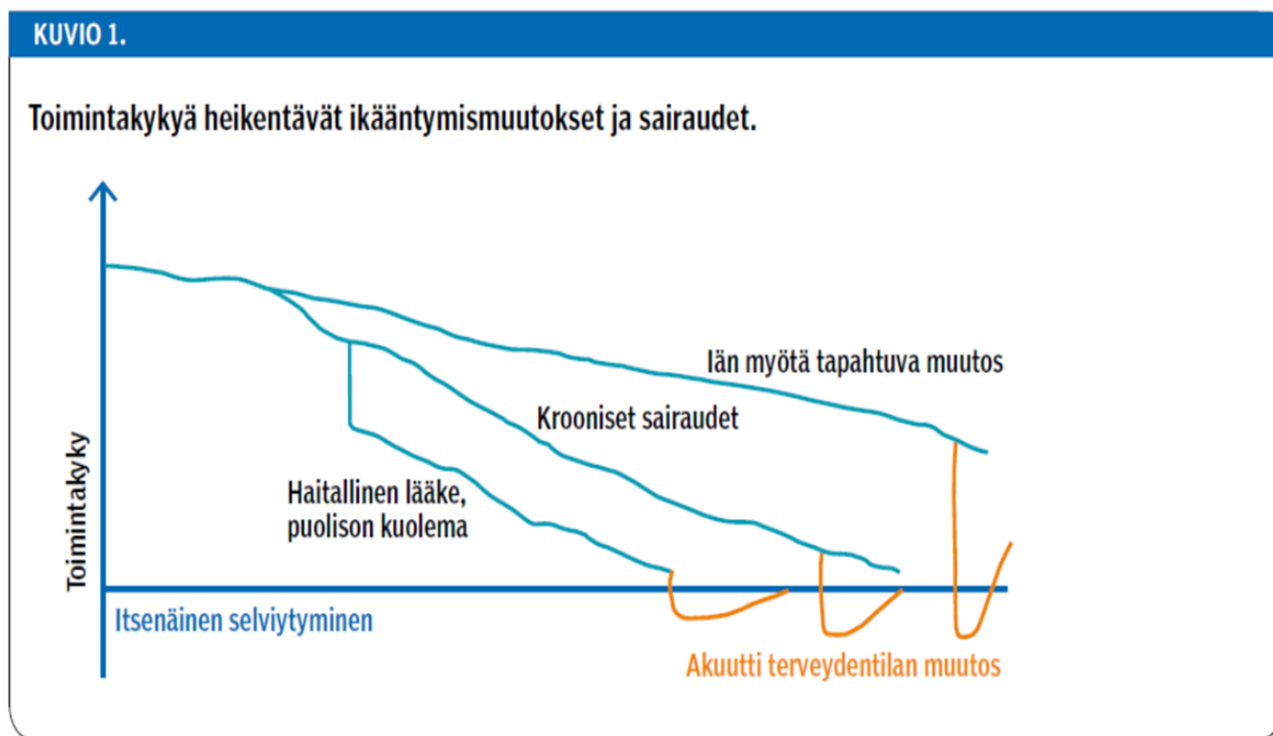 KUVIO 1.
Toimintakykyä heikentävät ikääntymismuutokset ja sairaudet.
Iän myötä tapahtuva muutos
Krooniset sairaudet
Haitallinen lääke,
puolison kuolema
Toimintakyky
Itsenäinen selviytyminen
Akuutti terveydentilan muutos